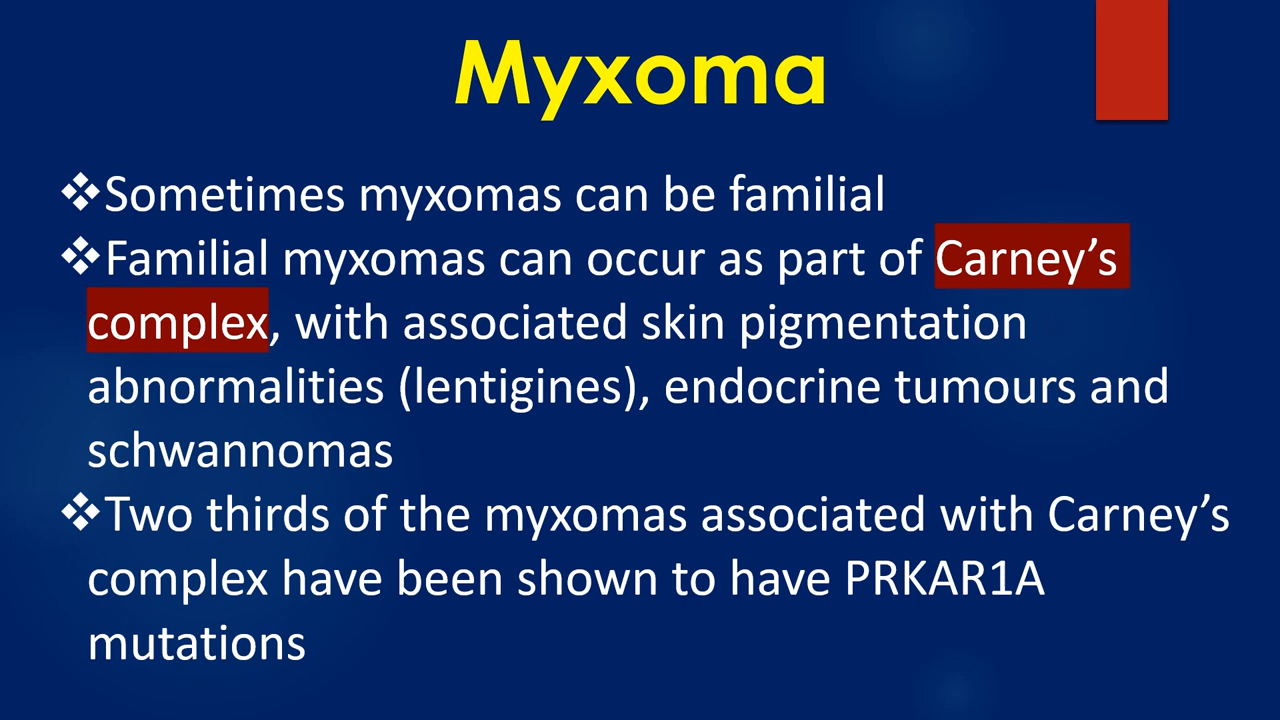 Myxoma
❖Sometimes myxomas can be familial
❖Familial myxomas can occur as part of Carney’s
complex, with associated skin pigmentation
abnormalities (lentigines), endocrine tumours and
schwannomas
❖Two thirds of the myxomas associated with Carney’s
complex have been shown to have PRKAR1A
mutations